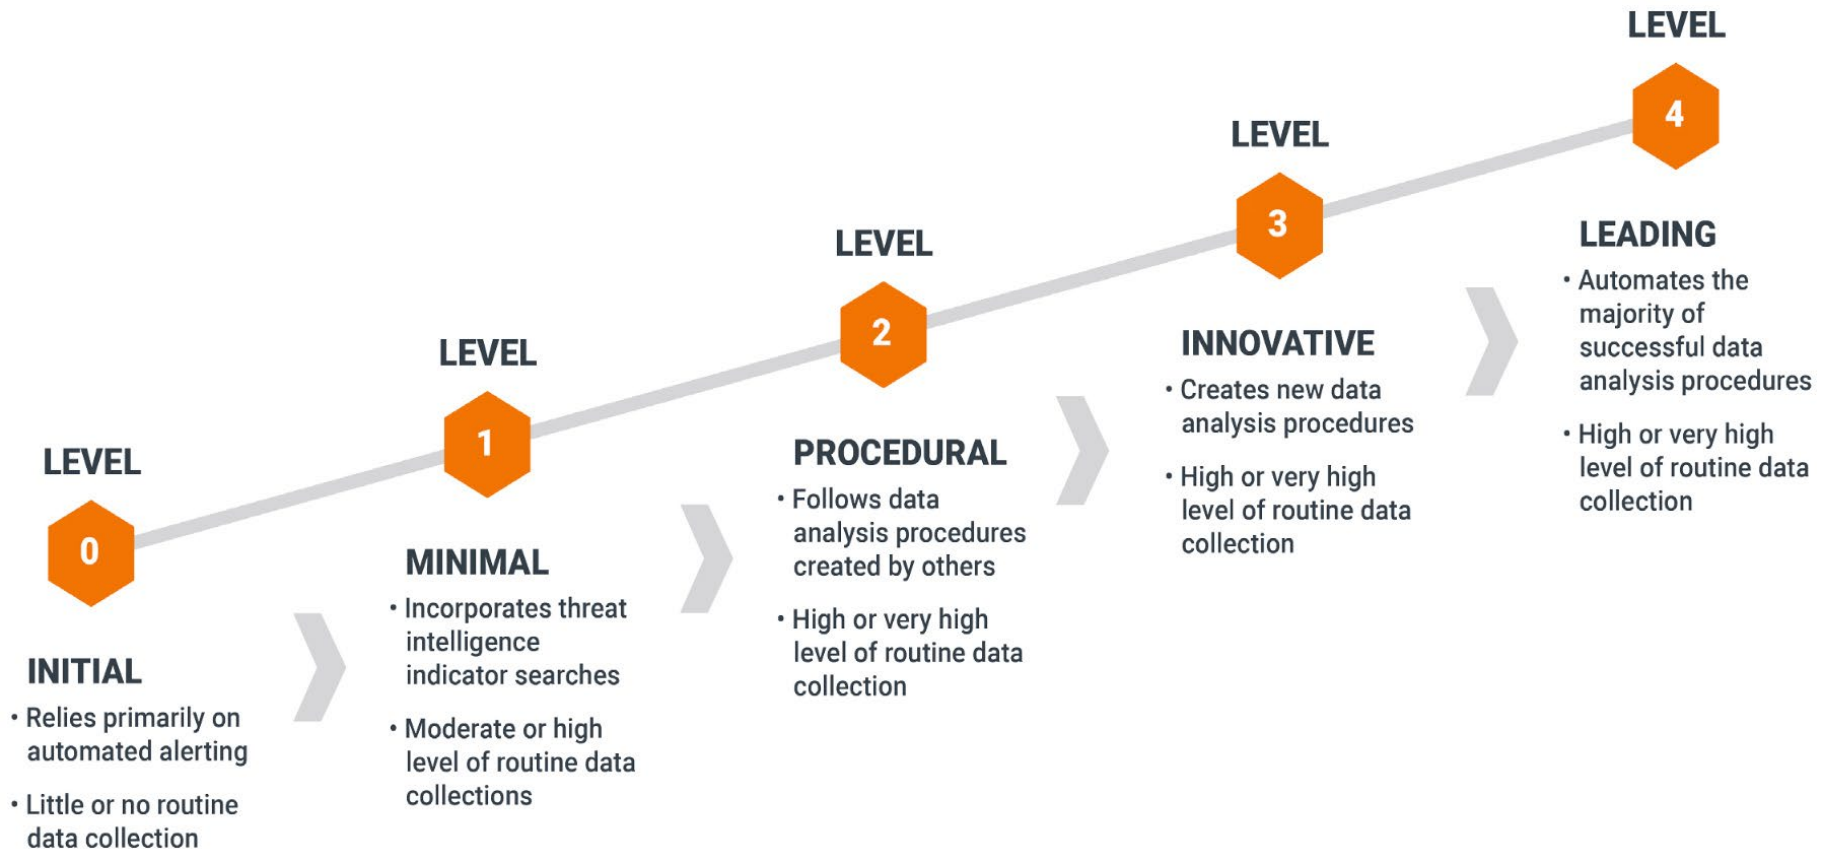 LEVEL
0
INITIAL
• Relies primarily on
automated alerting
• Little or no routine
data collection
LEVEL
1
MINIMAL
• Incorporates threat
intelligence
indicator searches
• Moderate or high
level of routine data
collections
LEVEL
2
PROCEDURAL
• Follows data
analysis procedures
created by others
• High or very high
level of routine data
collection
LEVEL
3
INNOVATIVE
• Creates new data
analysis procedures
• High or very high
level of routine data
collection
LEVEL
4
LEADING
• Automates the
majority of
successful data
analysis procedures
• High or very high
level of routine data
collection